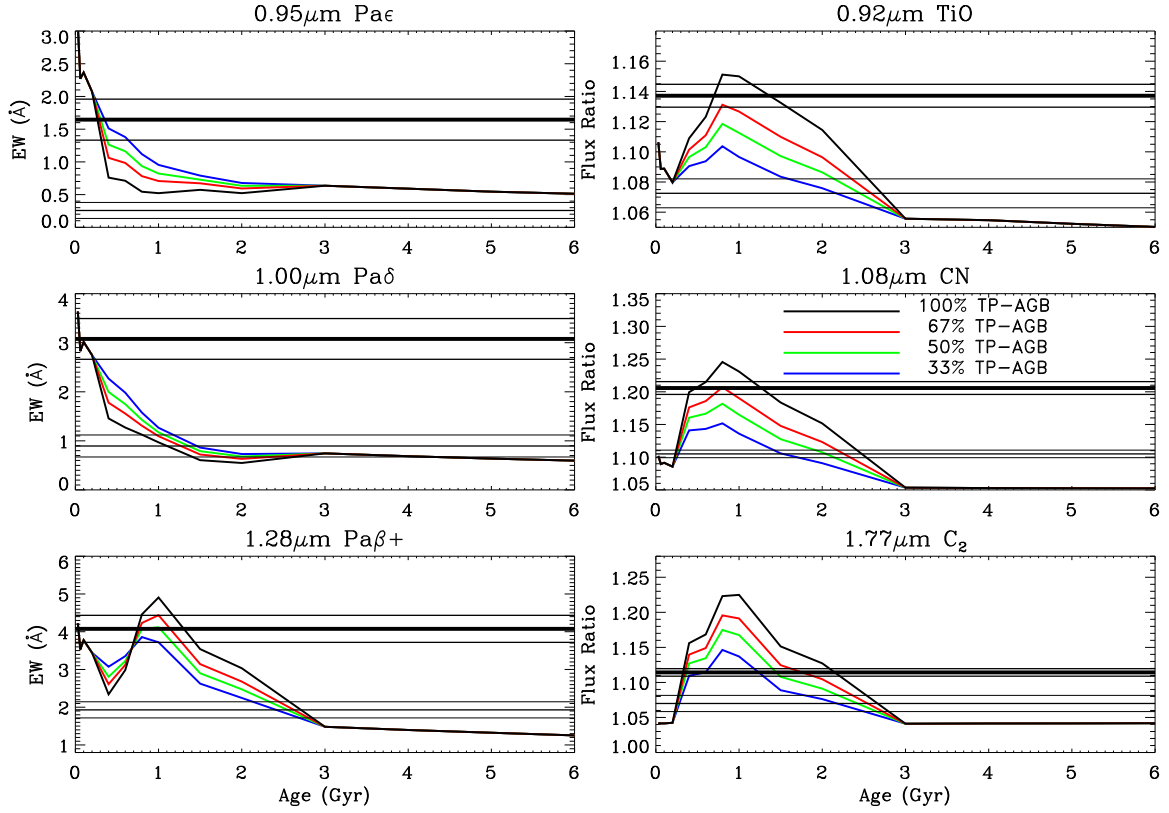 0.95μm Paϵ
3.0
2.5
2.0
1.5
1.0
0.5
0.0
EW (Å)
0 1 2 3 4 5 6
0.92μm TiO
1.16
1.14
1.12
1.10
1.08
1.06
Flux Ratio
0 1 2 3 4 5 6
1.00μm Paδ
4
3
2
1
0
EW (Å)
0 1 2 3 4 5 6
1.08μm CN
1.35
1.30
1.25
1.20
1.15
1.10
1.05
Flux Ratio
100% TP-AGB
67% TP-AGB
50% TP-AGB
33% TP-AGB
0 1 2 3 4 5 6
1.28μm Paβ+
6
5
4
3
2
1
EW (Å)
0 1 2 3 4 5 6
Age (Gyr)
1.77μm C₂
1.25
1.20
1.15
1.10
1.05
1.00
Flux Ratio
0 1 2 3 4 5 6
Age (Gyr)